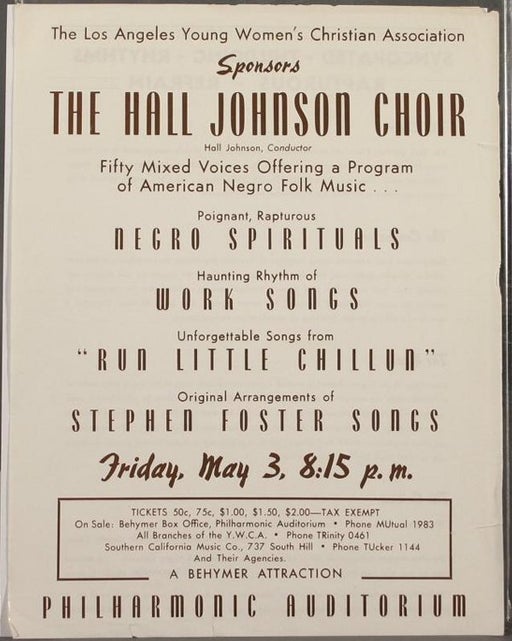 The Los Angeles Young Women's Christian Association
Sponsors
THE HALL JOHNSON CHOIR
Hall Johnson, Conductor
Fifty Mixed Voices Offering a Program
of American Negro Folk Music . . .
Poignant, Rapturous
NEGRO SPIRITUALS
Haunting Rhythm of
WORK SONGS
Unforgettable Songs from
"RUN LITTLE CHILLUN"
Original Arrangements of
STEPHEN FOSTER SONGS
Friday, May 3, 8:15 p.m.
TICKETS 50c, 75c, $1.00, $1.50, $2.00—TAX EXEMPT
On Sale: Behymer Box Office, Philharmonic Auditorium • Phone MUtual 1983
All Branches of the Y.W.C.A. • Phone TRinity 0461
Southern California Music Co., 737 South Hill • Phone TUcker 1144
And Their Agencies.
A BEHYMER ATTRACTION
PHILHARMONIC AUDITORIUM